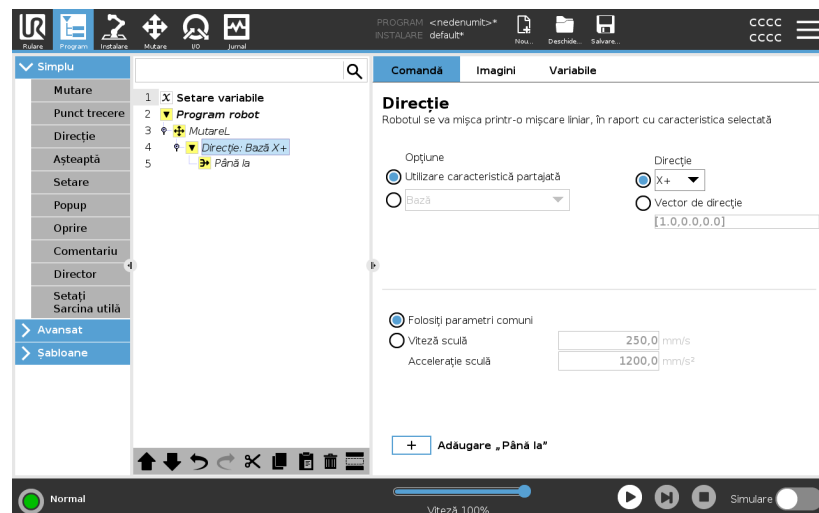 PROGRAM <nedenumit>*
INSTALARE default*
cccc
cccc
Rulare Program Instalare Mutare I/O Jurnal Nou... Deschide... Salvare...
Simplu
Mutare
Punct trecere
Direcție
Așteaptă
Setare
Popup
Oprire
Comentariu
Director
Setați
Sarcina utilă
Avansat
Șabloane
1 X Setare variabile
2 Program robot
3 MutareL
4 Direcție: Bază X+
5 Până la
Comandă Imagini Variabile
Direcție
Robotul se va mișca printr-o mișcare liniar, în raport cu caracteristica selectată
Opțiune
Utilizare caracteristică partajată
Bază
Direcție
X+
Vector de direcție
[1.0,0.0,0.0]
Folosiți parametri comuni
Viteză sculă 250,0 mm/s
Accelerație sculă 1200,0 mm/s²
+ Adăugare „Până la”
Normal
Viteză 100%
Simulare